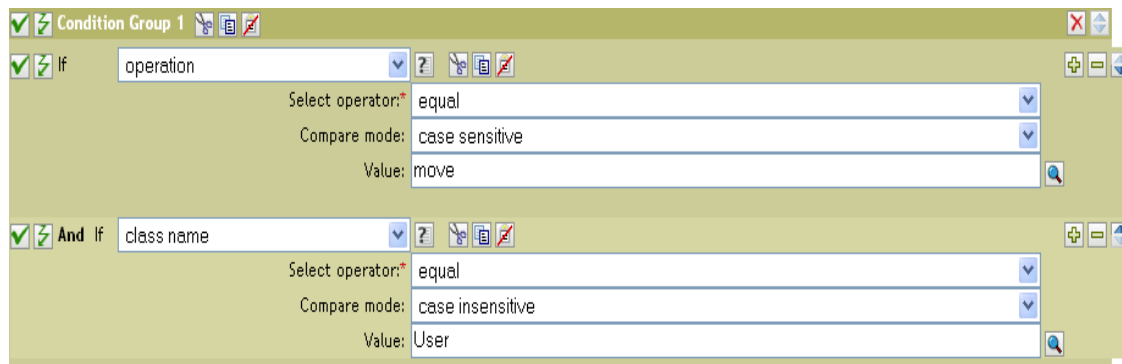 Condition Group 1
If operation
Select operator:* equal
Compare mode: case sensitive
Value: move
And If class name
Select operator:* equal
Compare mode: case insensitive
Value: User